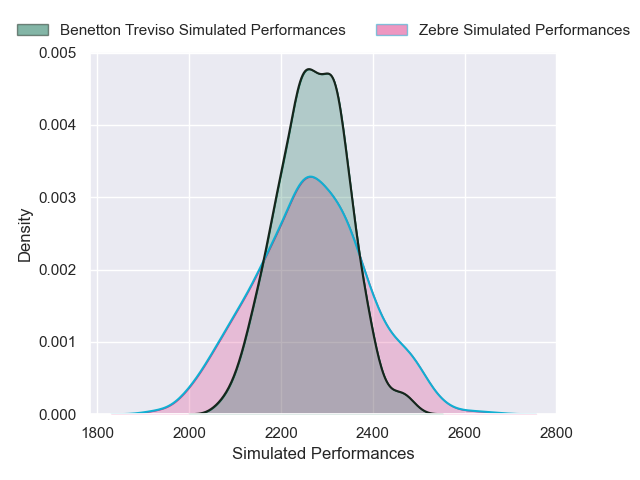 Benetton Treviso Simulated Performances Zebre Simulated Performances
0.005
0.004
0.003
0.002
0.001
0.000
Density
1800 2000 2200 2400 2600 2800
Simulated Performances